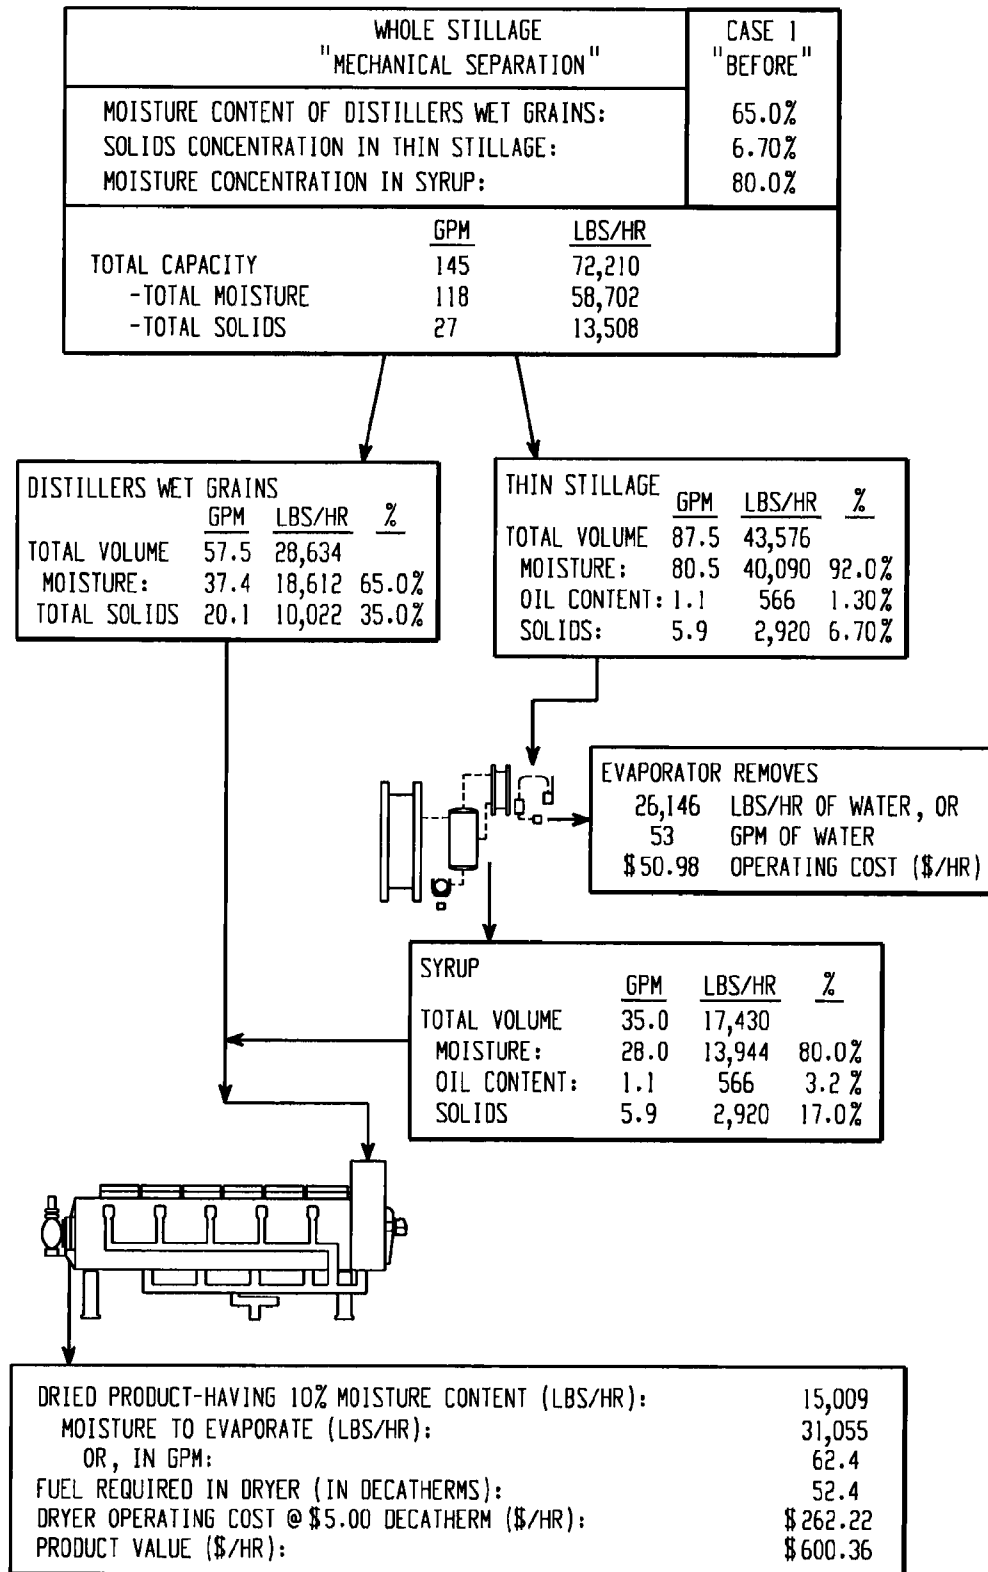 WHOLE STILLAGE
"MECHANICAL SEPARATION"
CASE 1
"BEFORE"
MOISTURE CONTENT OF DISTILLERS WET GRAINS: 65.0%
SOLIDS CONCENTRATION IN THIN STILLAGE: 6.70%
MOISTURE CONCENTRATION IN SYRUP: 80.0%
GPM LBS/HR
TOTAL CAPACITY 145 72,210
-TOTAL MOISTURE 118 58,702
-TOTAL SOLIDS 27 13,508
DISTILLERS WET GRAINS
GPM LBS/HR %
TOTAL VOLUME 57.5 28,634
MOISTURE: 37.4 18,612 65.0%
TOTAL SOLIDS 20.1 10,022 35.0%
THIN STILLAGE
GPM LBS/HR %
TOTAL VOLUME 87.5 43,576
MOISTURE: 80.5 40,090 92.0%
OIL CONTENT: 1.1 566 1.30%
SOLIDS: 5.9 2,920 6.70%
EVAPORATOR REMOVES
26,146 LBS/HR OF WATER, OR
53 GPM OF WATER
$50.98 OPERATING COST ($/HR)
SYRUP
GPM LBS/HR %
TOTAL VOLUME 35.0 17,430
MOISTURE: 28.0 13,944 80.0%
OIL CONTENT: 1.1 566 3.2 %
SOLIDS 5.9 2,920 17.0%
DRIED PRODUCT-HAVING 10% MOISTURE CONTENT (LBS/HR): 15,009
MOISTURE TO EVAPORATE (LBS/HR): 31,055
OR, IN GPM: 62.4
FUEL REQUIRED IN DRYER (IN DECATHERMS): 52.4
DRYER OPERATING COST @ $5.00 DECATHERM ($/HR): $262.22
PRODUCT VALUE ($/HR): $600.36